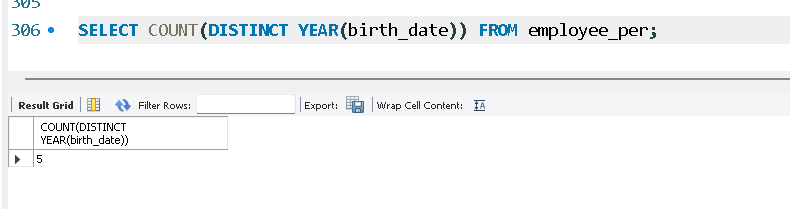 305
306 SELECT COUNT(DISTINCT YEAR(birth_date)) FROM employee_per;
Result Grid Filter Rows: Export: Wrap Cell Content: IA
COUNT(DISTINCT
YEAR(birth_date))
5